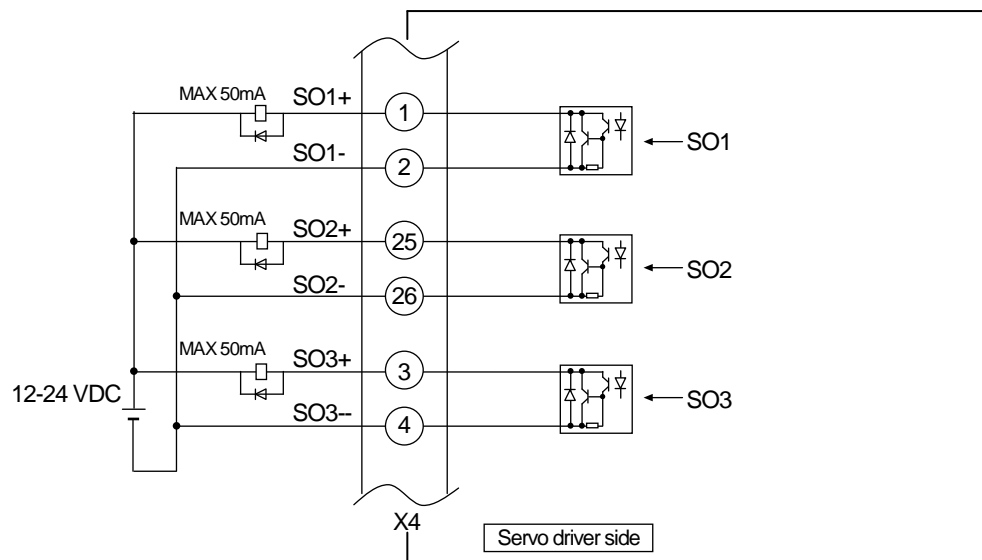 MAX 50mA
SO1+
1
SO1-
2
SO1
MAX 50mA
SO2+
25
SO2-
26
SO2
MAX 50mA
SO3+
3
12-24 VDC
SO3--
4
SO3
X4
Servo driver side